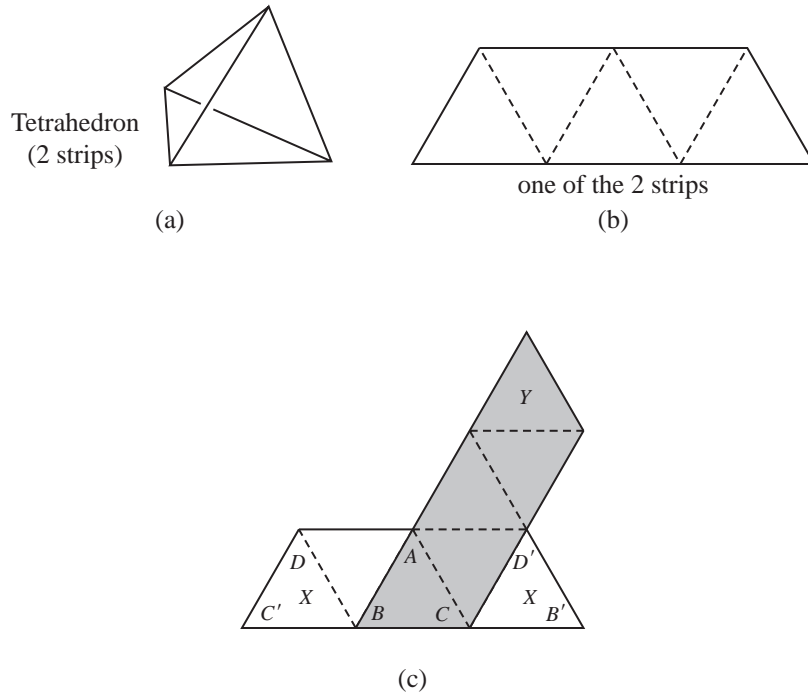 Tetrahedron
(2 strips)
one of the 2 strips
(a)
(b)
Y
D
A
D′
X
X
C′
B
C
B′
(c)